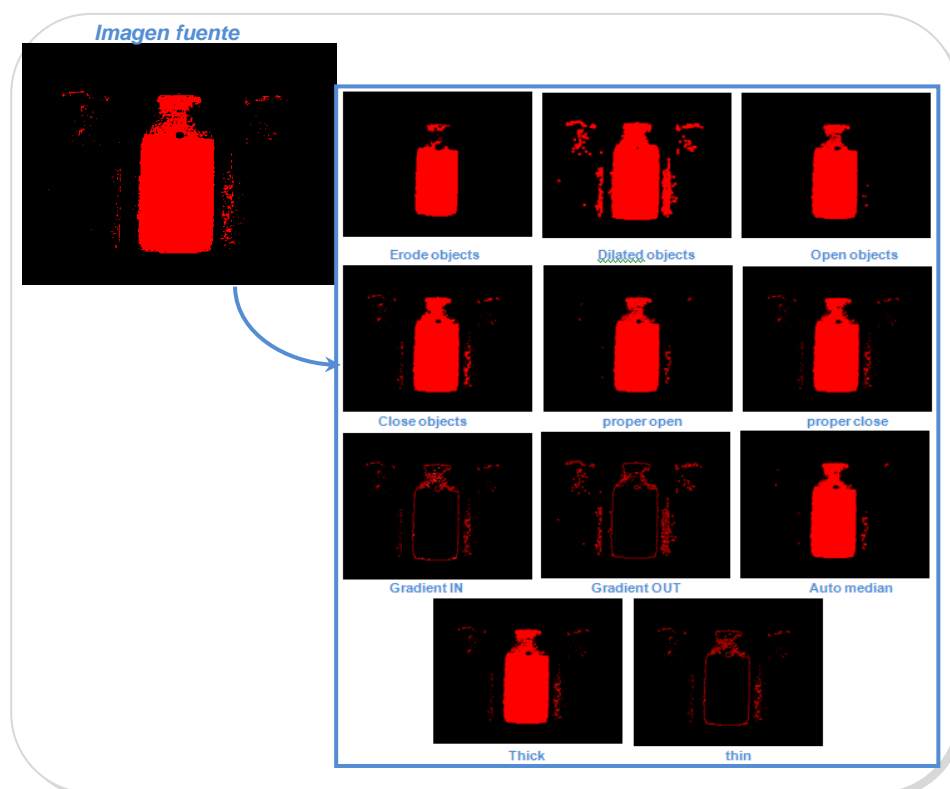 Imagen fuente
Erode objects
Dilated objects
Open objects
Close objects
proper open
proper close
Gradient IN
Gradient OUT
Auto median
Thick
thin